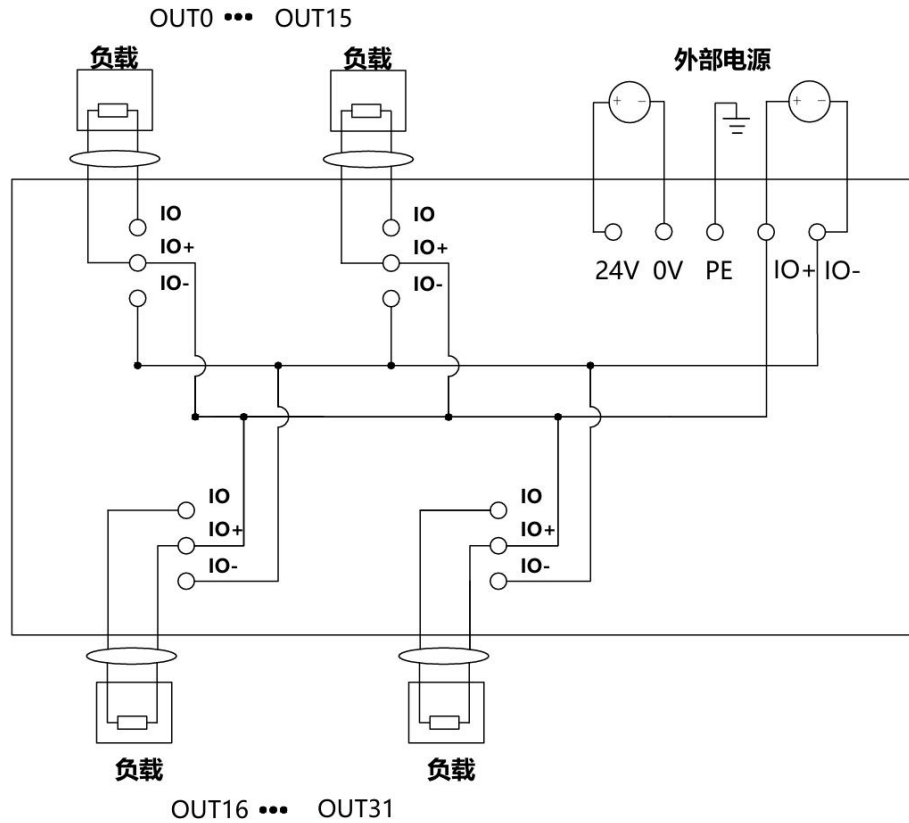 OUT0 ••• OUT15
负载 负载 外部电源
+ − + −
IO IO
IO+ IO+
IO- IO-
24V 0V PE IO+ IO-
IO IO
IO+ IO+
IO- IO-
负载 负载
OUT16 ••• OUT31